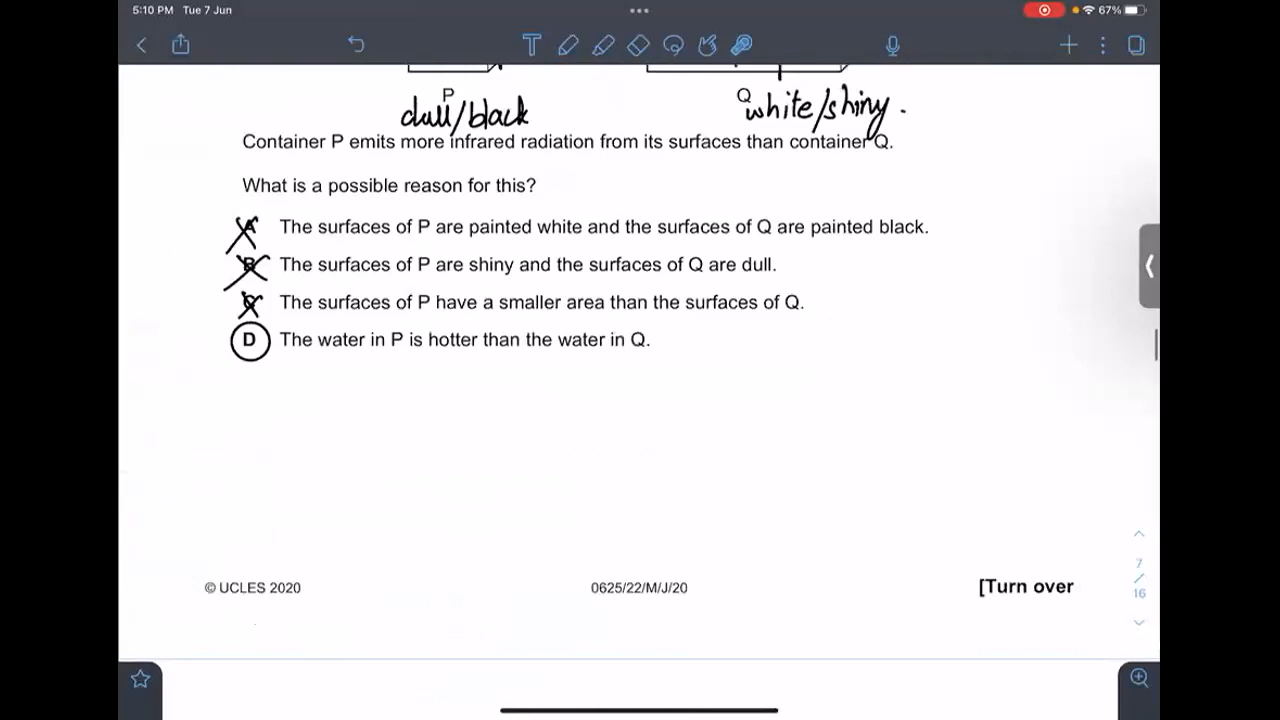 5:10 PM Tue 7 Jun
67%
P Q
dull/black white/shiny.
Container P emits more infrared radiation from its surfaces than container Q.
What is a possible reason for this?
A The surfaces of P are painted white and the surfaces of Q are painted black.
B The surfaces of P are shiny and the surfaces of Q are dull.
C The surfaces of P have a smaller area than the surfaces of Q.
D The water in P is hotter than the water in Q.
7
/
16
© UCLES 2020 0625/22/M/J/20 [Turn over